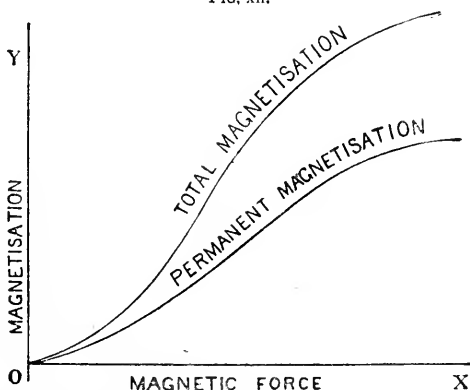 FIG. XII.
Y
TOTAL MAGNETISATION
PERMANENT MAGNETISATION
MAGNETISATION
O
MAGNETIC FORCE
X